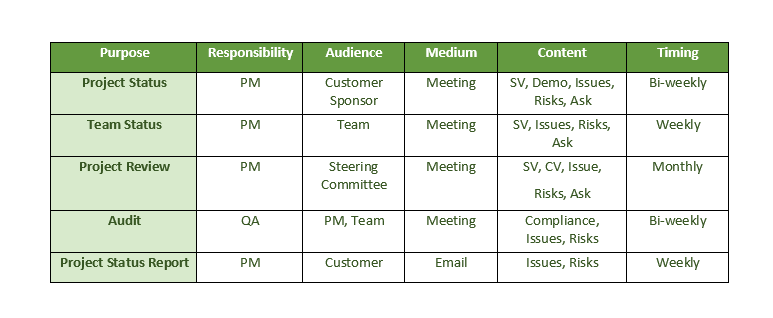 Purpose Responsibility Audience Medium Content Timing
Project Status PM Customer Meeting SV, Demo, Issues, Bi-weekly
Sponsor Risks, Ask
Team Status PM Team Meeting SV, Issues, Risks, Weekly
Ask
Project Review PM Steering Meeting SV, CV, Issue, Monthly
Committee
Risks, Ask
Audit QA PM, Team Meeting Compliance, Bi-weekly
Issues, Risks
Project Status Report PM Customer Email Issues, Risks Weekly